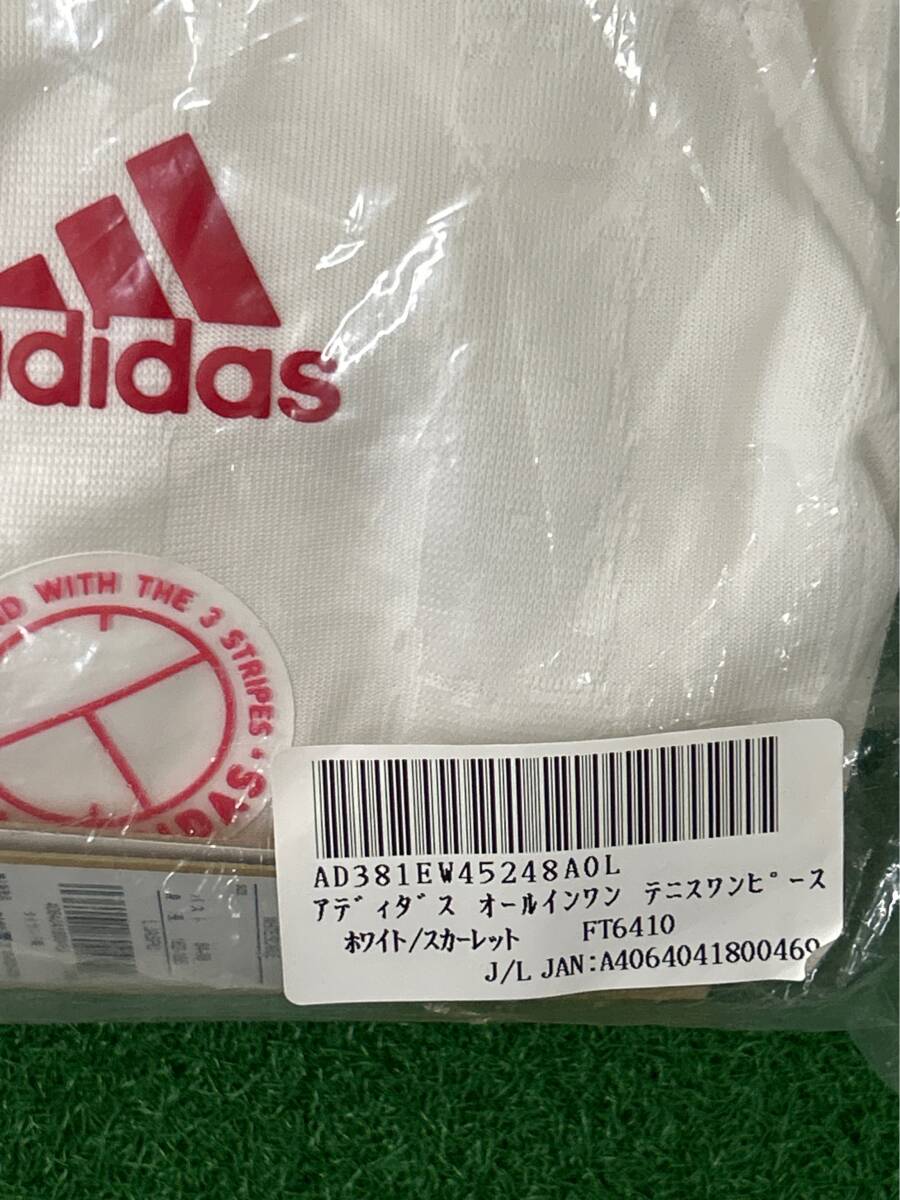 adidas
WITH THE 3 STRIPES
AD381EW45248A0L
アディダス オールインワン テニスワンピース
ホワイト/スカーレット FT6410
J/L JAN:A4064041800469